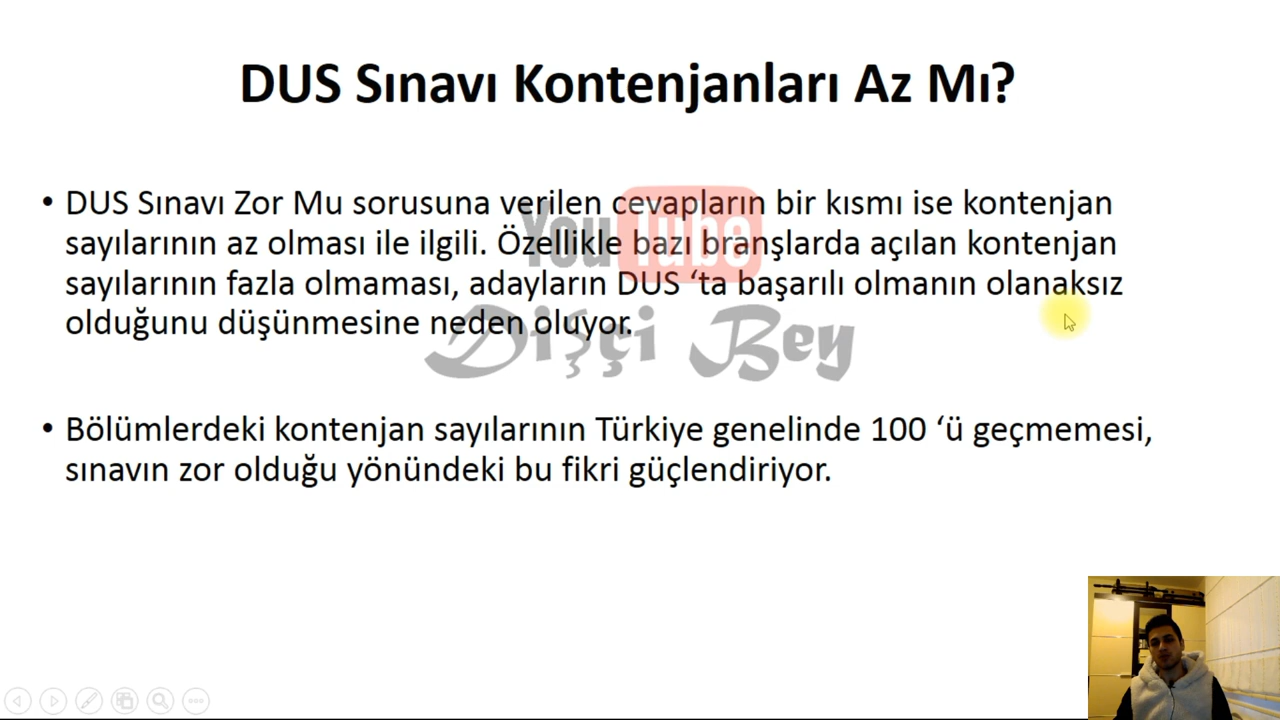 DUS Sınavı Kontenjanları Az Mı?
• DUS Sınavı Zor Mu sorusuna verilen cevapların bir kısmı ise kontenjan
sayılarının az olması ile ilgili. Özellikle bazı branşlarda açılan kontenjan
sayılarının fazla olmaması, adayların DUS ‘ta başarılı olmanın olanaksız
olduğunu düşünmesine neden oluyor.
YouTube
Dişçi Bey
• Bölümlerdeki kontenjan sayılarının Türkiye genelinde 100 ‘ü geçmemesi,
sınavın zor olduğu yönündeki bu fikri güçlendiriyor.